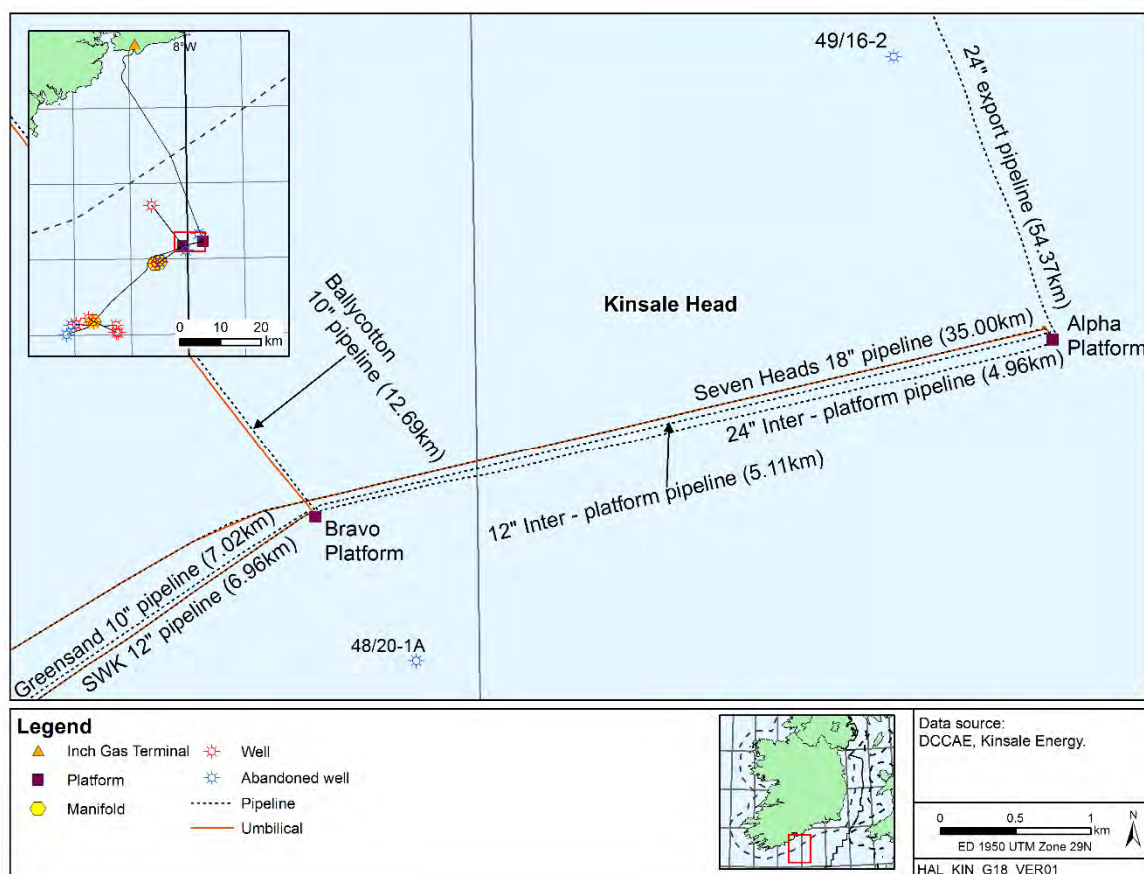 8°W
0 10 20
km
49/16-2
24" export pipeline (54.37km)
Ballycotton
10" pipeline (12.69km)
Kinsale Head
Alpha
Platform
Seven Heads 18" pipeline (35.00km)
24" Inter - platform pipeline (4.96km)
12" Inter - platform pipeline (5.11km)
Bravo
Platform
Greensand 10" pipeline (7.02km)
SWK 12" pipeline (6.96km)
48/20-1A
Legend
Inch Gas Terminal
Platform
Manifold
Well
Abandoned well
Pipeline
Umbilical
Data source:
DCCAE, Kinsale Energy.
0 0.5 1
km
N
ED 1950 UTM Zone 29N
HAL_KIN_G18_VER01